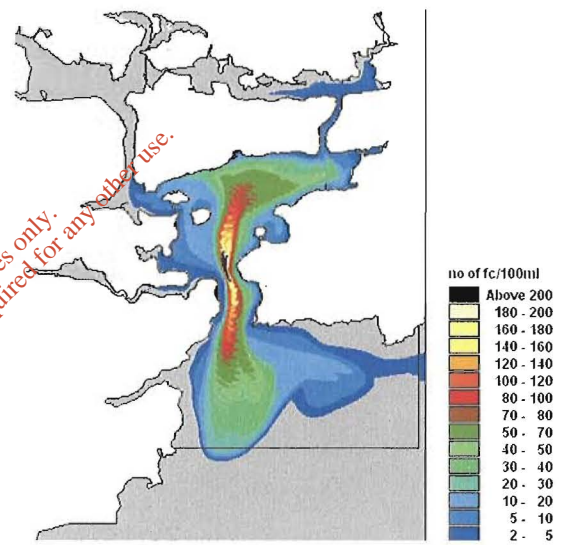 es only.
quired for any other use.
no of fc/100ml
Above 200
180 - 200
160 - 180
140 - 160
120 - 140
100 - 120
80 - 100
70 - 80
50 - 70
40 - 50
30 - 40
20 - 30
10 - 20
5 - 10
2 - 5